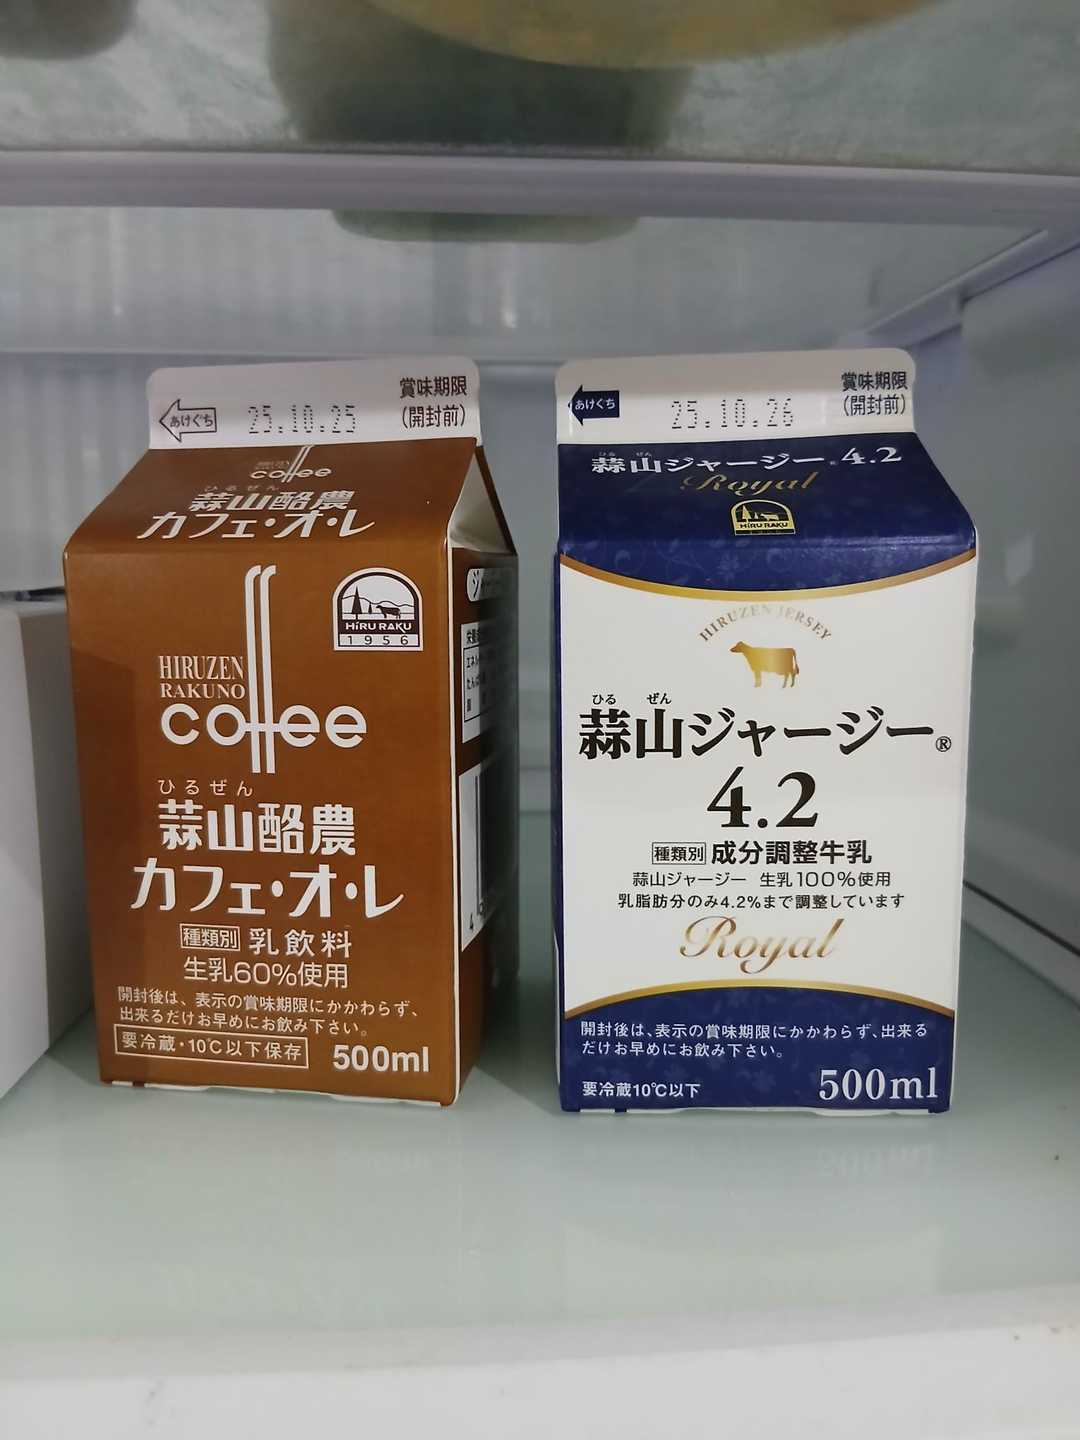 賞味期限
(開封前)
あけぐち
25.10.25
coffee
ひるぜん
蒜山酪農
カフェ・オ・レ
HiRU RAKU
1956
HIRUZEN
RAKUNO
coffee
ひるぜん
蒜山酪農
カフェ・オ・レ
種類別 乳飲料
生乳60%使用
開封後は、表示の賞味期限にかかわらず、
出来るだけお早めにお飲み下さい。
要冷蔵・10℃以下保存 500ml
賞味期限
(開封前)
あけぐち
25.10.26
ひる ぜん
蒜山ジャージー® 4.2
Royal
HiRU RAKU
HIRUZEN JERSEY
ひる ぜん
蒜山ジャージー®
4.2
種類別 成分調整牛乳
蒜山ジャージー 生乳100%使用
乳脂肪分のみ4.2%まで調整しています
Royal
開封後は、表示の賞味期限にかかわらず、出来る
だけお早めにお飲み下さい。
要冷蔵10℃以下 500ml